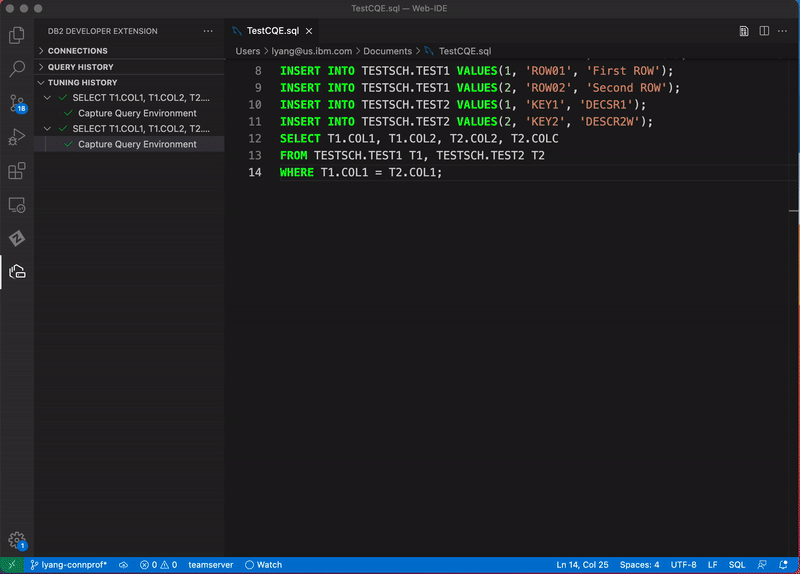 TestCQE.sql — Web-IDE
DB2 DEVELOPER EXTENSION
TestCQE.sql
Users > lyang@us.ibm.com > Documents > TestCQE.sql
CONNECTIONS
QUERY HISTORY
TUNING HISTORY
SELECT T1.COL1, T1.COL2, T2....
Capture Query Environment
SELECT T1.COL1, T1.COL2, T2....
Capture Query Environment
18
1
8 INSERT INTO TESTSCH.TEST1 VALUES(1, 'ROW01', 'First ROW');
9 INSERT INTO TESTSCH.TEST1 VALUES(2, 'ROW02', 'Second ROW');
10 INSERT INTO TESTSCH.TEST2 VALUES(1, 'KEY1', 'DECSR1');
11 INSERT INTO TESTSCH.TEST2 VALUES(2, 'KEY2', 'DESCR2W');
12 SELECT T1.COL1, T1.COL2, T2.COL2, T2.COLC
13 FROM TESTSCH.TEST1 T1, TESTSCH.TEST2 T2
14 WHERE T1.COL1 = T2.COL1;
lyang-connprof* 0 0 teamserver Watch Ln 14, Col 25 Spaces: 4 UTF-8 LF SQL